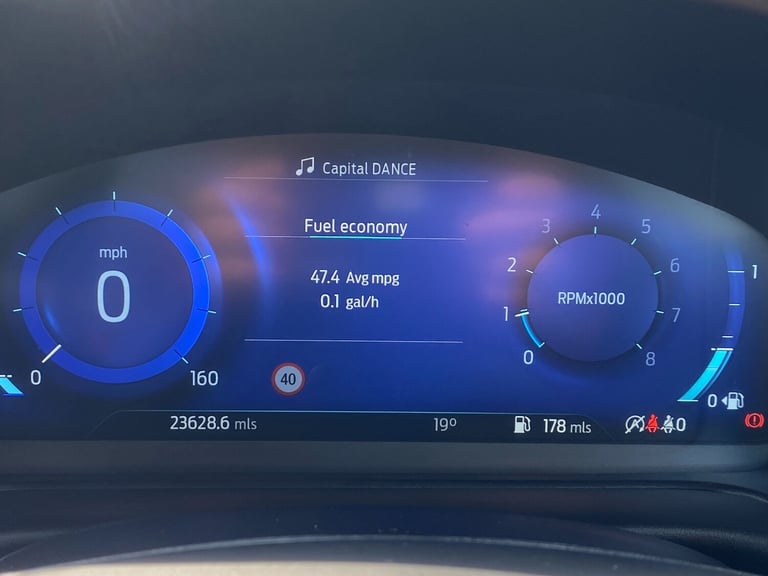 Capital DANCE
Fuel economy
47.4 Avg mpg
0.1 gal/h
mph
0
0
160
40
RPMx1000
0
1
2
3
4
5
6
7
8
1
0
23628.6 mls
19º
178 mls
0